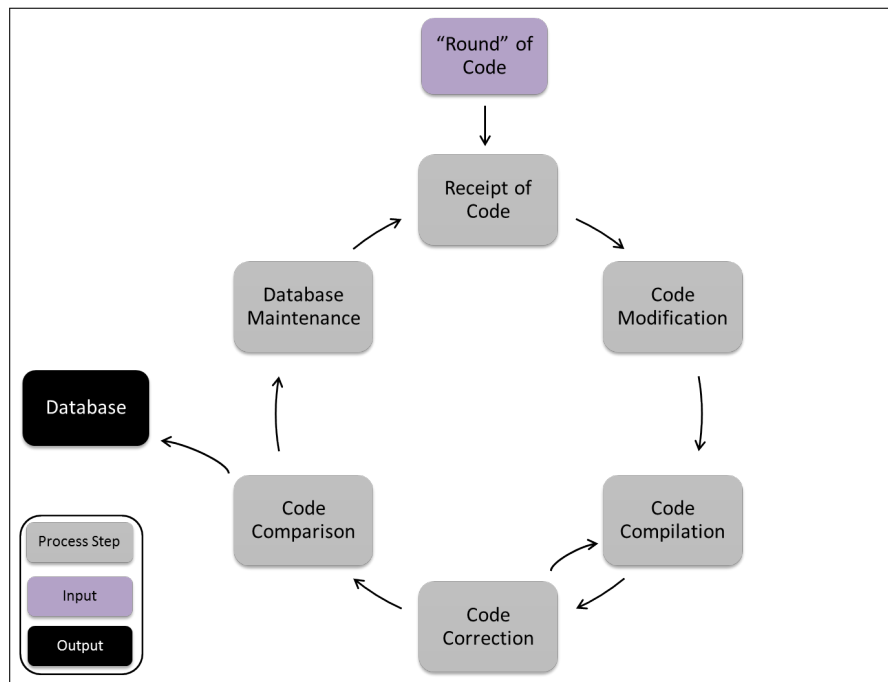 “Round” of
Code
Receipt of
Code
Database
Maintenance
Code
Modification
Database
Code
Comparison
Code
Compilation
Code
Correction
Process Step
Input
Output